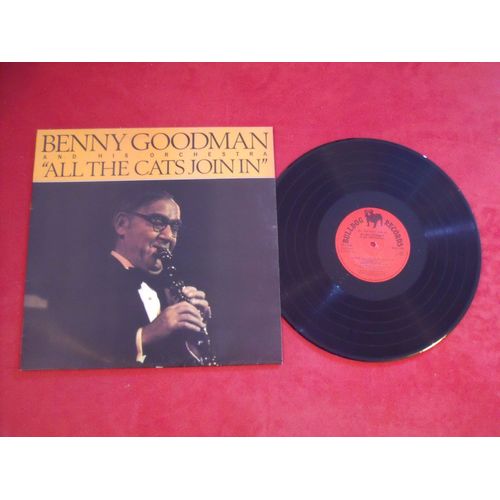 BENNY GOODMAN
AND HIS ORCHESTRA
"ALL THE CATS JOIN IN"
BULLDOG RECORDS